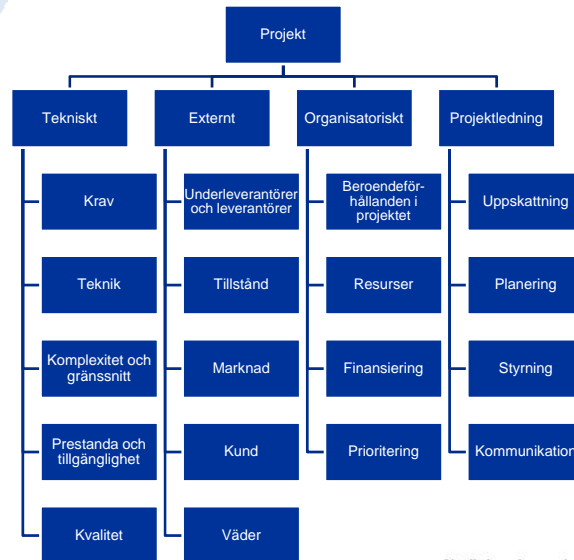 Projekt
Tekniskt
Externt
Organisatoriskt
Projektledning
Krav
Teknik
Komplexitet och
gränssnitt
Prestanda och
tillgänglighet
Kvalitet
Underleverantörer
och leverantörer
Tillstånd
Marknad
Kund
Väder
Beroendeför-
hållanden i
projektet
Resurser
Finansiering
Prioritering
Uppskattning
Planering
Styrning
Kommunikation